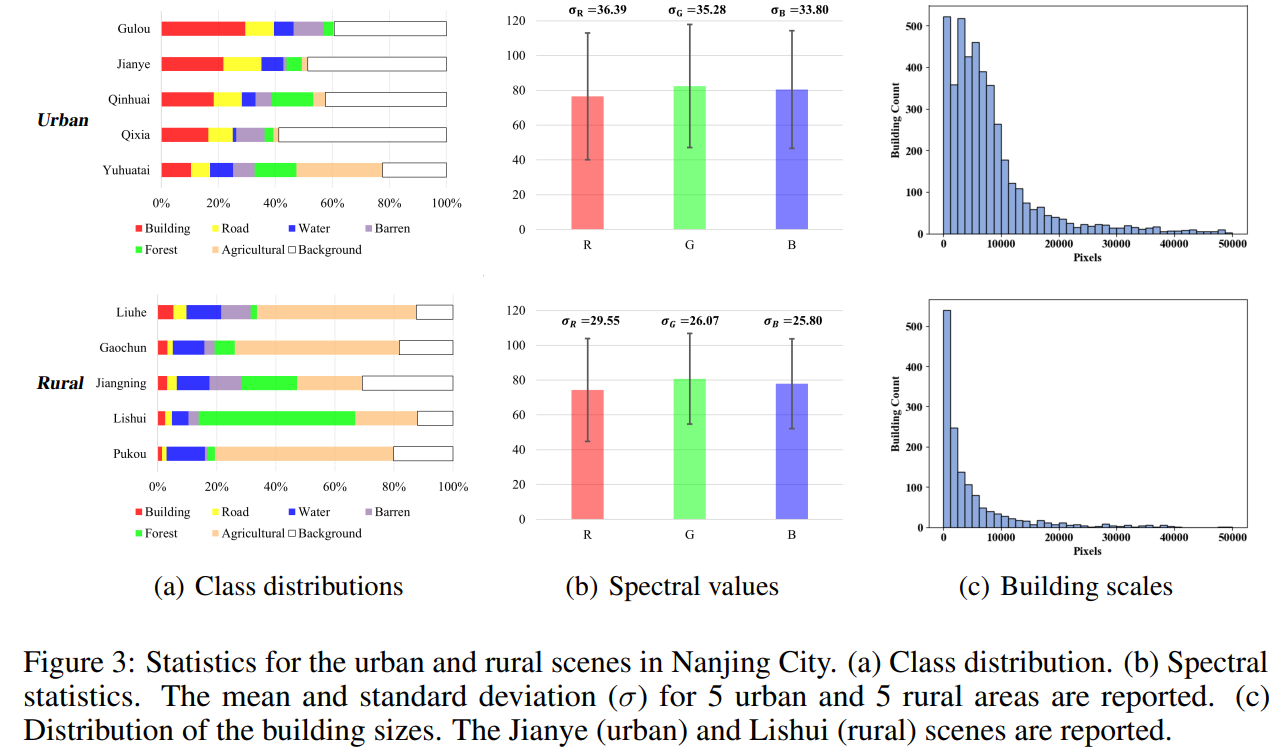 Urban
Gulou
Jianye
Qinhuai
Qixia
Yuhuatai
0% 20% 40% 60% 80% 100%
Building Road Water Barren
Forest Agricultural Background
σR =36.39 σG =35.28 σB =33.80
120
100
80
60
40
20
0
R G B
Building Count
500
400
300
200
100
0
0 10000 20000 30000 40000 50000
Pixels
Rural
Liuhe
Gaochun
Jiangning
Lishui
Pukou
0% 20% 40% 60% 80% 100%
Building Road Water Barren
Forest Agricultural Background
σR =29.55 σG =26.07 σB =25.80
120
100
80
60
40
20
0
R G B
Building Count
500
400
300
200
100
0
0 10000 20000 30000 40000 50000
Pixels
(a) Class distributions (b) Spectral values (c) Building scales
Figure 3: Statistics for the urban and rural scenes in Nanjing City. (a) Class distribution. (b) Spectral
statistics. The mean and standard deviation (σ) for 5 urban and 5 rural areas are reported. (c)
Distribution of the building sizes. The Jianye (urban) and Lishui (rural) scenes are reported.